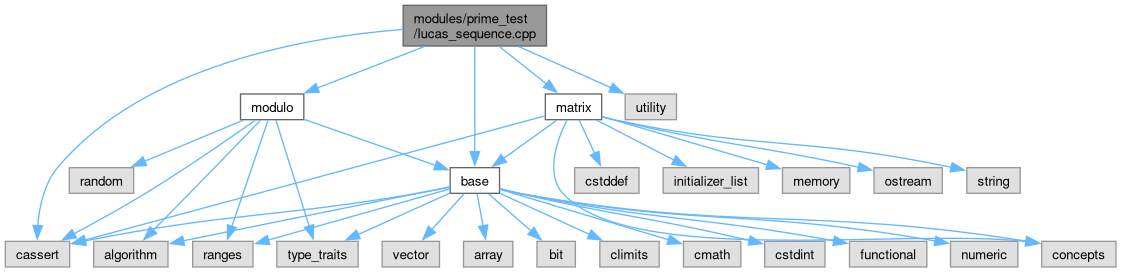 modules/prime_test
/lucas_sequence.cpp
modulo
matrix
utility
random
base
cstddef
initializer_list
memory
ostream
string
cassert
algorithm
ranges
type_traits
vector
array
bit
climits
cmath
cstdint
functional
numeric
concepts